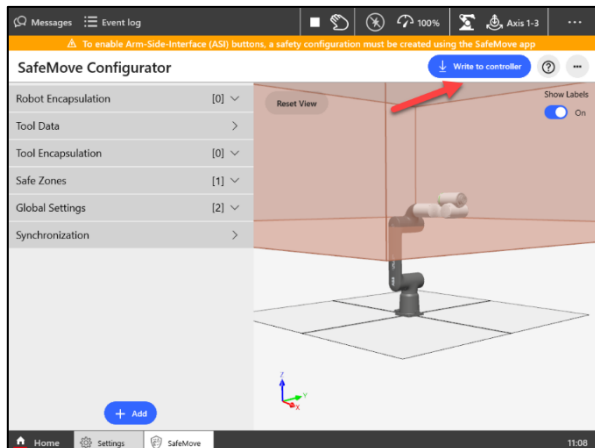 Messages Event log 100% Axis 1-3
To enable Arm-Side-Interface (ASI) buttons, a safety configuration must be created using the SafeMove app
SafeMove Configurator Write to controller
Robot Encapsulation [0]
Tool Data
Tool Encapsulation [0]
Safe Zones [1]
Global Settings [2]
Synchronization
Add
Reset View
Show Labels
On
Z
Y
X
Home Settings SafeMove 11:08